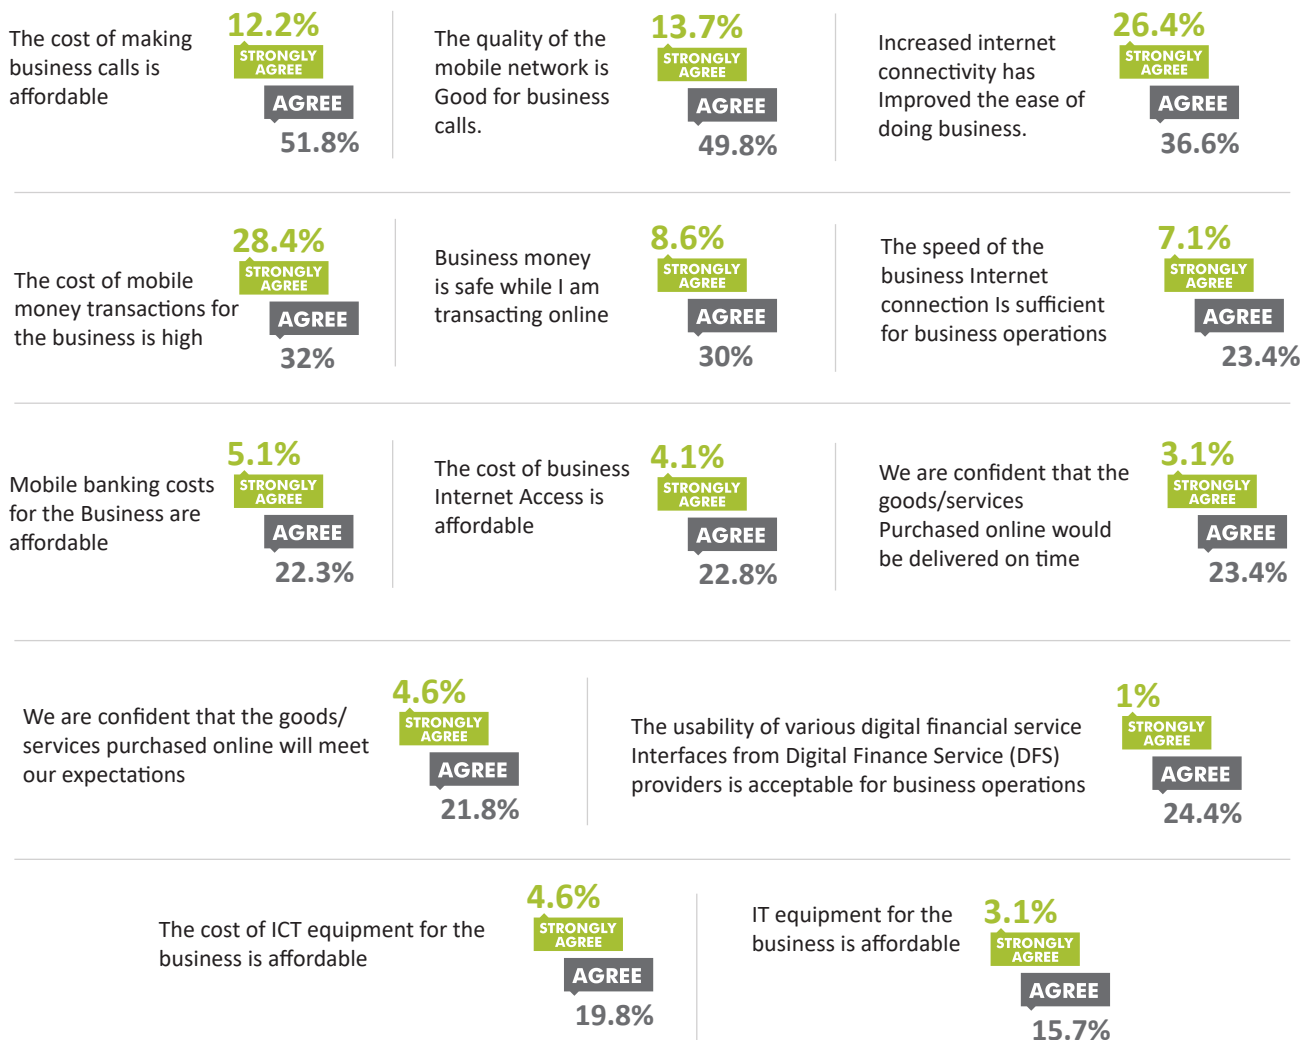 The cost of making
business calls is
affordable
12.2%
STRONGLY
AGREE
AGREE
51.8%
The quality of the
mobile network is
Good for business
calls.
13.7%
STRONGLY
AGREE
AGREE
49.8%
Increased internet
connectivity has
Improved the ease of
doing business.
26.4%
STRONGLY
AGREE
AGREE
36.6%
The cost of mobile
money transactions for
the business is high
28.4%
STRONGLY
AGREE
AGREE
32%
Business money
is safe while I am
transacting online
8.6%
STRONGLY
AGREE
AGREE
30%
The speed of the
business Internet
connection Is sufficient
for business operations
7.1%
STRONGLY
AGREE
AGREE
23.4%
Mobile banking costs
for the Business are
affordable
5.1%
STRONGLY
AGREE
AGREE
22.3%
The cost of business
Internet Access is
affordable
4.1%
STRONGLY
AGREE
AGREE
22.8%
We are confident that the
goods/services
Purchased online would
be delivered on time
3.1%
STRONGLY
AGREE
AGREE
23.4%
We are confident that the goods/
services purchased online will meet
our expectations
4.6%
STRONGLY
AGREE
AGREE
21.8%
The usability of various digital financial service
Interfaces from Digital Finance Service (DFS)
providers is acceptable for business operations
1%
STRONGLY
AGREE
AGREE
24.4%
The cost of ICT equipment for the
business is affordable
4.6%
STRONGLY
AGREE
AGREE
19.8%
IT equipment for the
business is affordable
3.1%
STRONGLY
AGREE
AGREE
15.7%